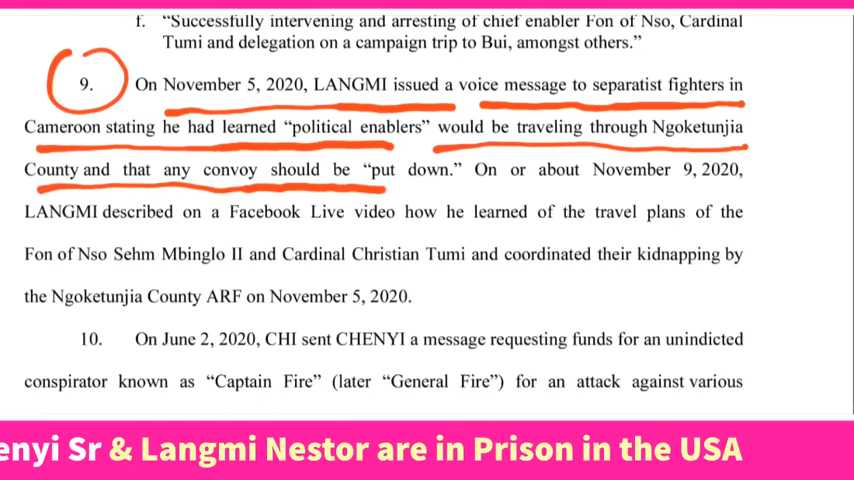 f. “Successfully intervening and arresting of chief enabler Fon of Nso, Cardinal
Tumi and delegation on a campaign trip to Bui, amongst others.”
9. On November 5, 2020, LANGMI issued a voice message to separatist fighters in
Cameroon stating he had learned “political enablers” would be traveling through Ngoketunjia
County and that any convoy should be “put down.” On or about November 9, 2020,
LANGMI described on a Facebook Live video how he learned of the travel plans of the
Fon of Nso Sehm Mbinglo II and Cardinal Christian Tumi and coordinated their kidnapping by
the Ngoketunjia County ARF on November 5, 2020.
10. On June 2, 2020, CHI sent CHENYI a message requesting funds for an unindicted
conspirator known as “Captain Fire” (later “General Fire”) for an attack against various
enyi Sr & Langmi Nestor are in Prison in the USA